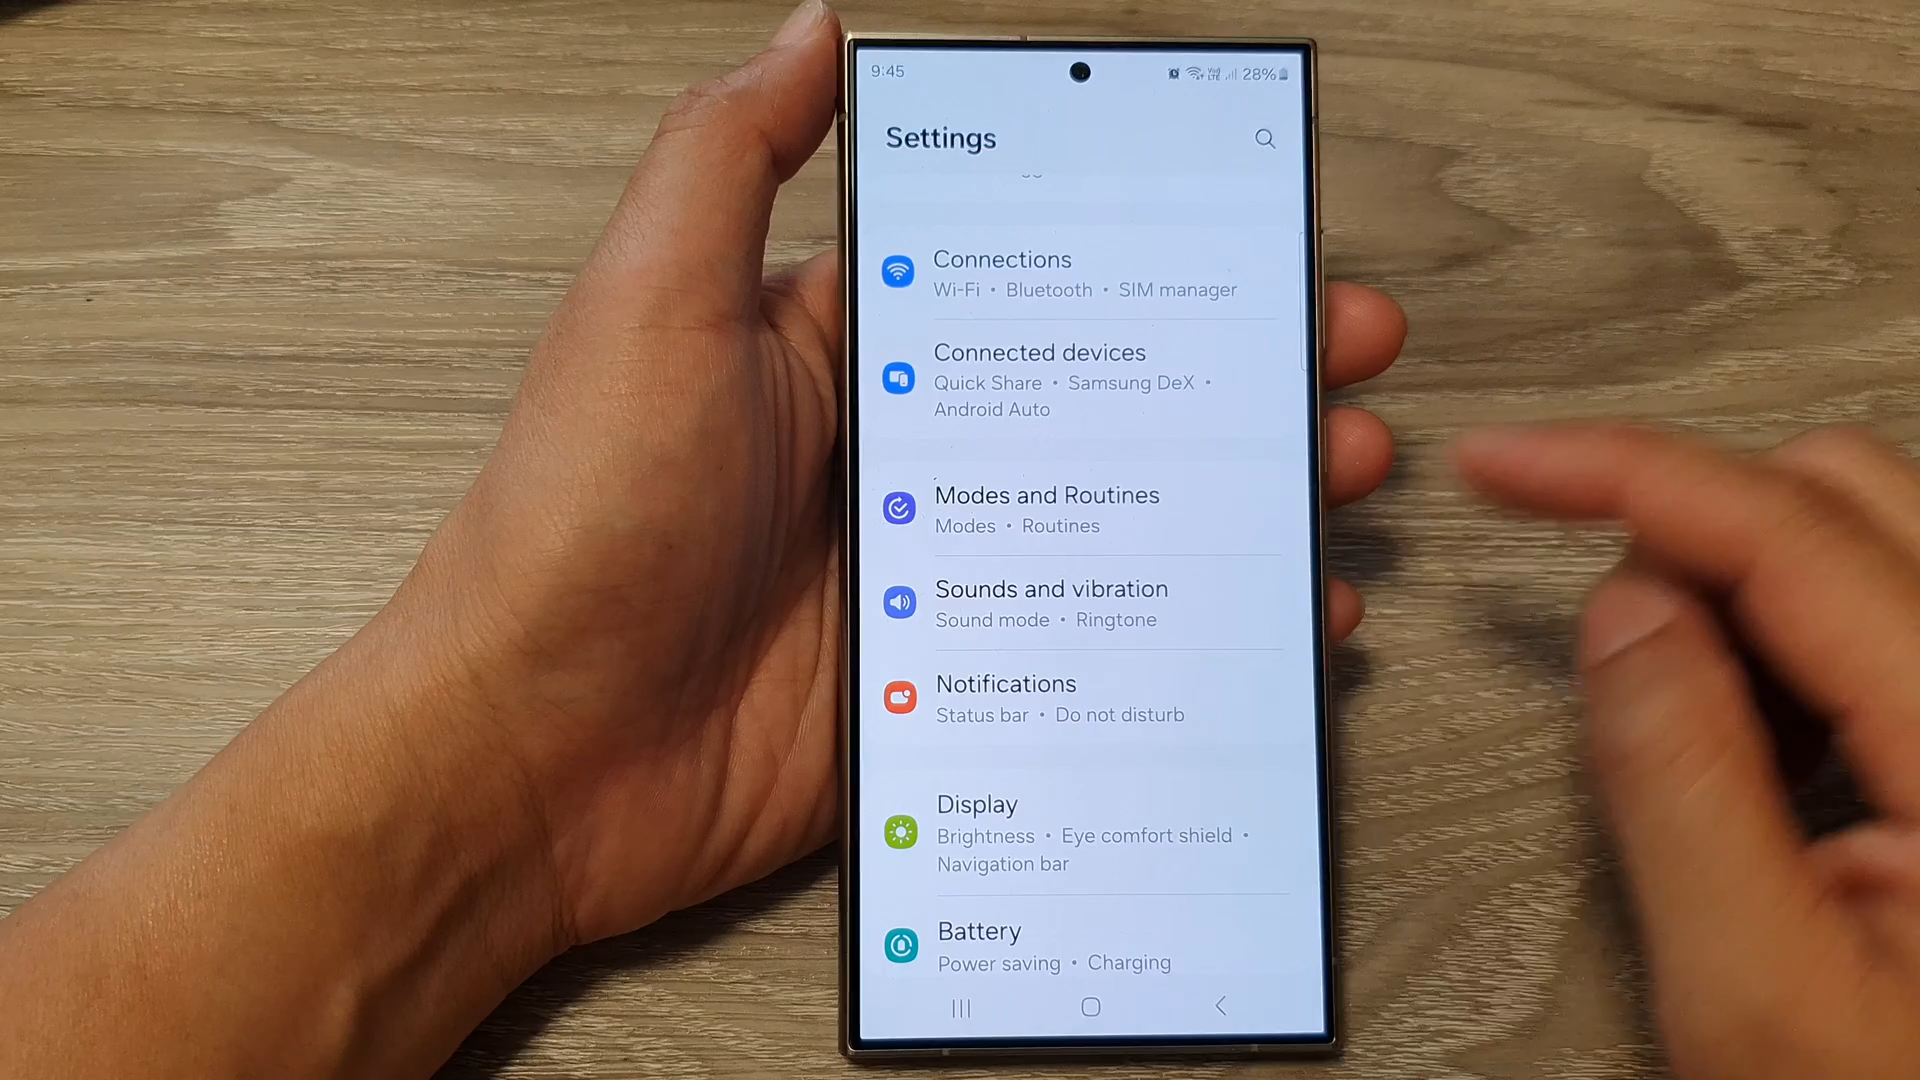 9:45
28%
Settings
Connections
Wi-Fi • Bluetooth • SIM manager
Connected devices
Quick Share • Samsung DeX •
Android Auto
Modes and Routines
Modes • Routines
Sounds and vibration
Sound mode • Ringtone
Notifications
Status bar • Do not disturb
Display
Brightness • Eye comfort shield •
Navigation bar
Battery
Power saving • Charging